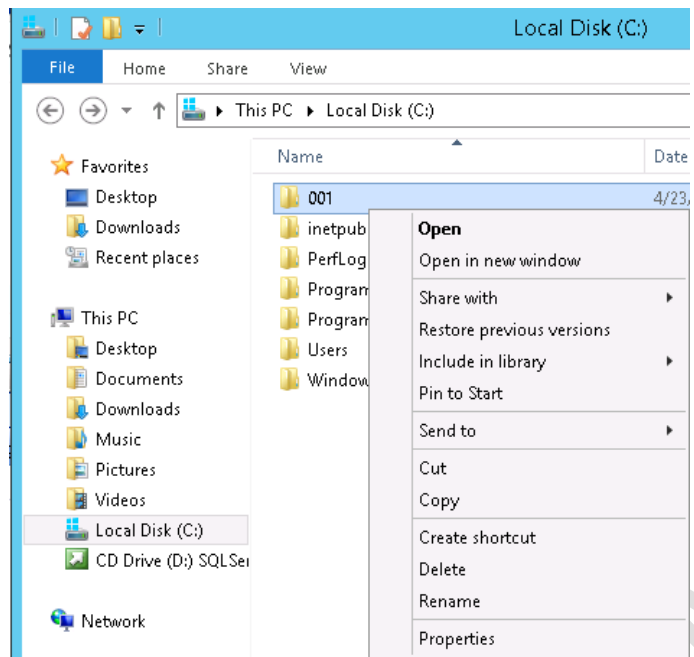 Local Disk (C:)
File Home Share View
This PC Local Disk (C:)
Name Date
Favorites
Desktop
Downloads
Recent places
This PC
Desktop
Documents
Downloads
Music
Pictures
Videos
Local Disk (C:)
CD Drive (D:) SQLSer
Network
001 4/23/
inetpub
PerfLog
Program
Program
Users
Window
Open
Open in new window
Share with
Restore previous versions
Include in library
Pin to Start
Send to
Cut
Copy
Create shortcut
Delete
Rename
Properties